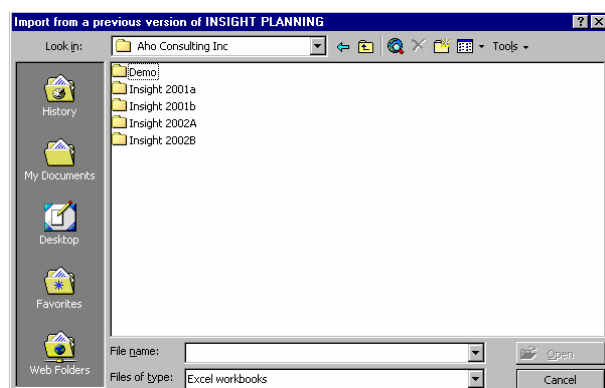 Import from a previous version of INSIGHT PLANNING
Look in: Aho Consulting Inc Tools
Demo
Insight 2001a
Insight 2001b
Insight 2002A
Insight 2002B
History
My Documents
Desktop
Favorites
Web Folders
File name: Open
Files of type: Excel workbooks Cancel